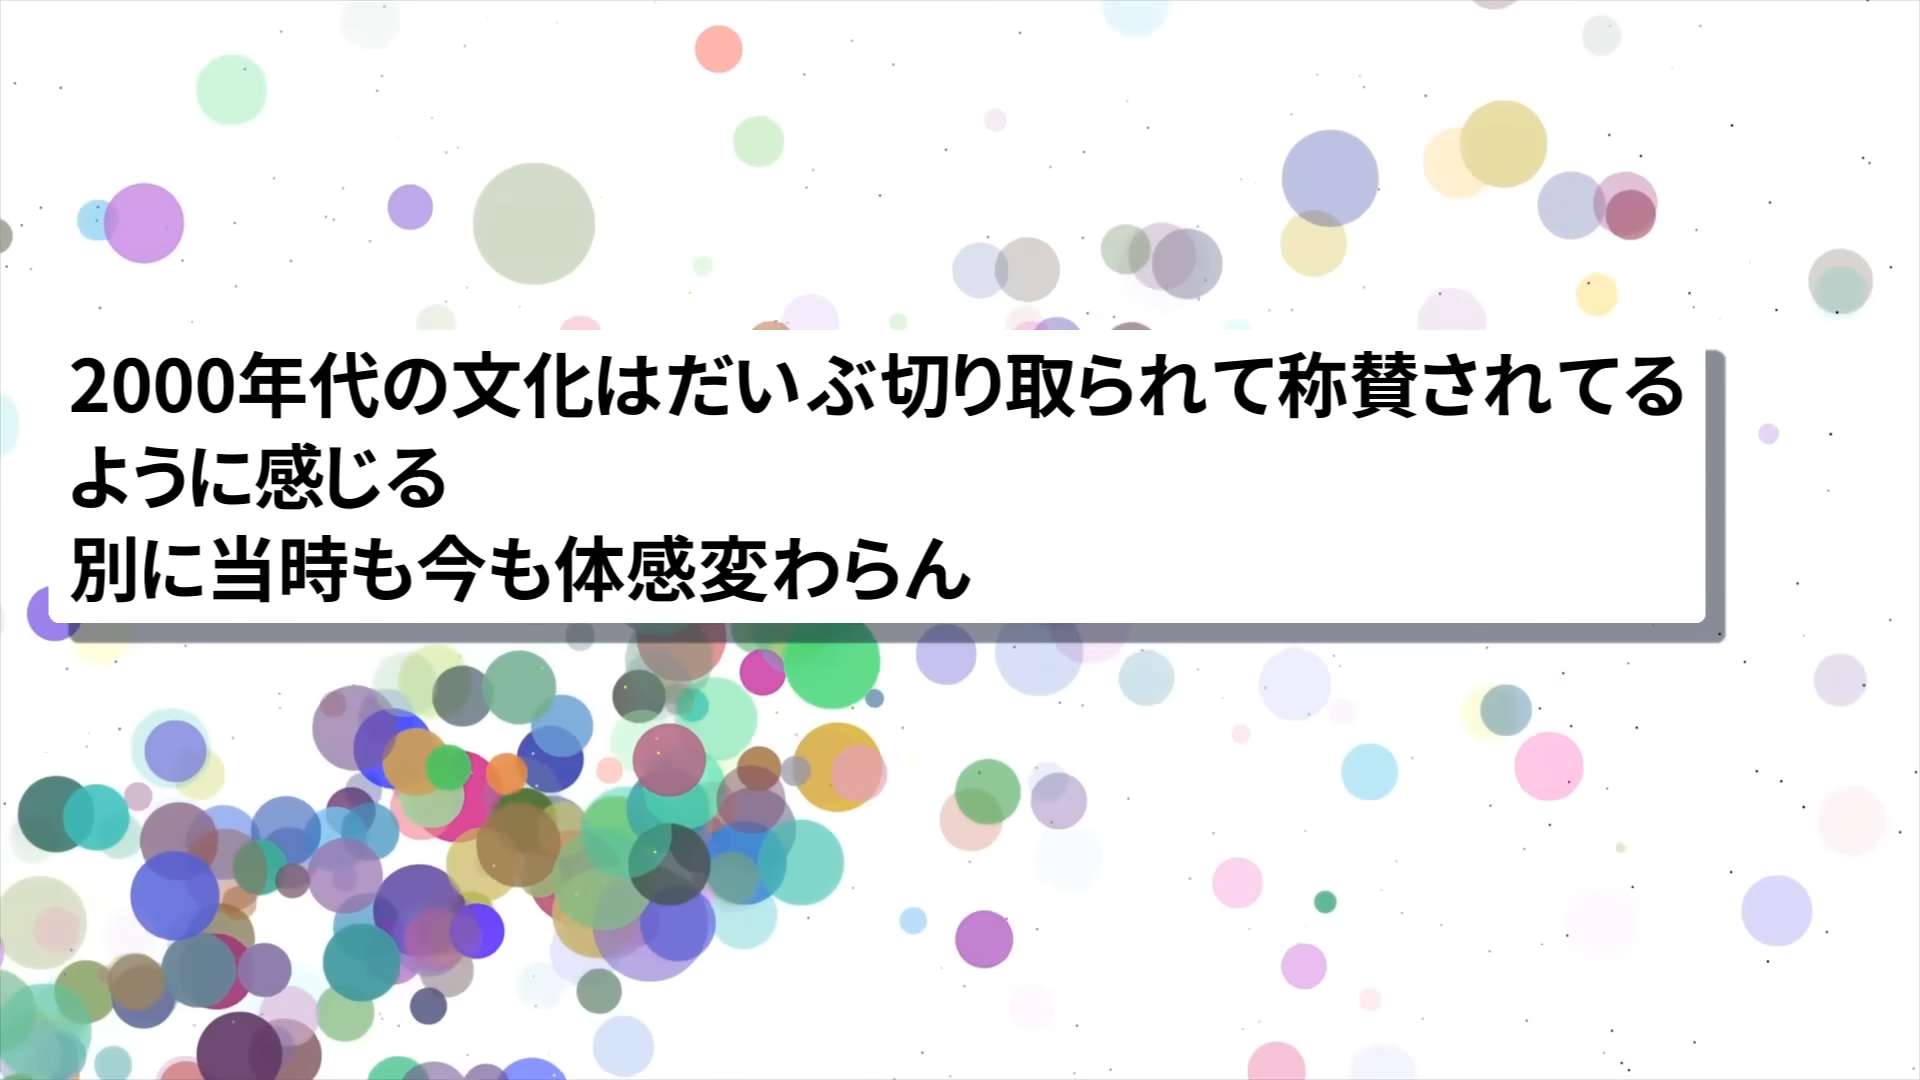 2000年代の文化はだいぶ切り取られて称賛されてる
ように感じる
別に当時も今も体感変わらん